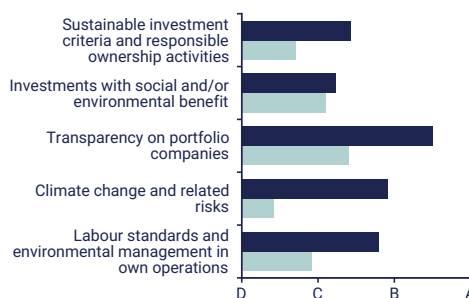 Sustainable investment
criteria and responsible
ownership activities
Investments with social and/or
environmental benefit
Transparency on portfolio
companies
Climate change and related
risks
Labour standards and
environmental management in
own operations
D C B A